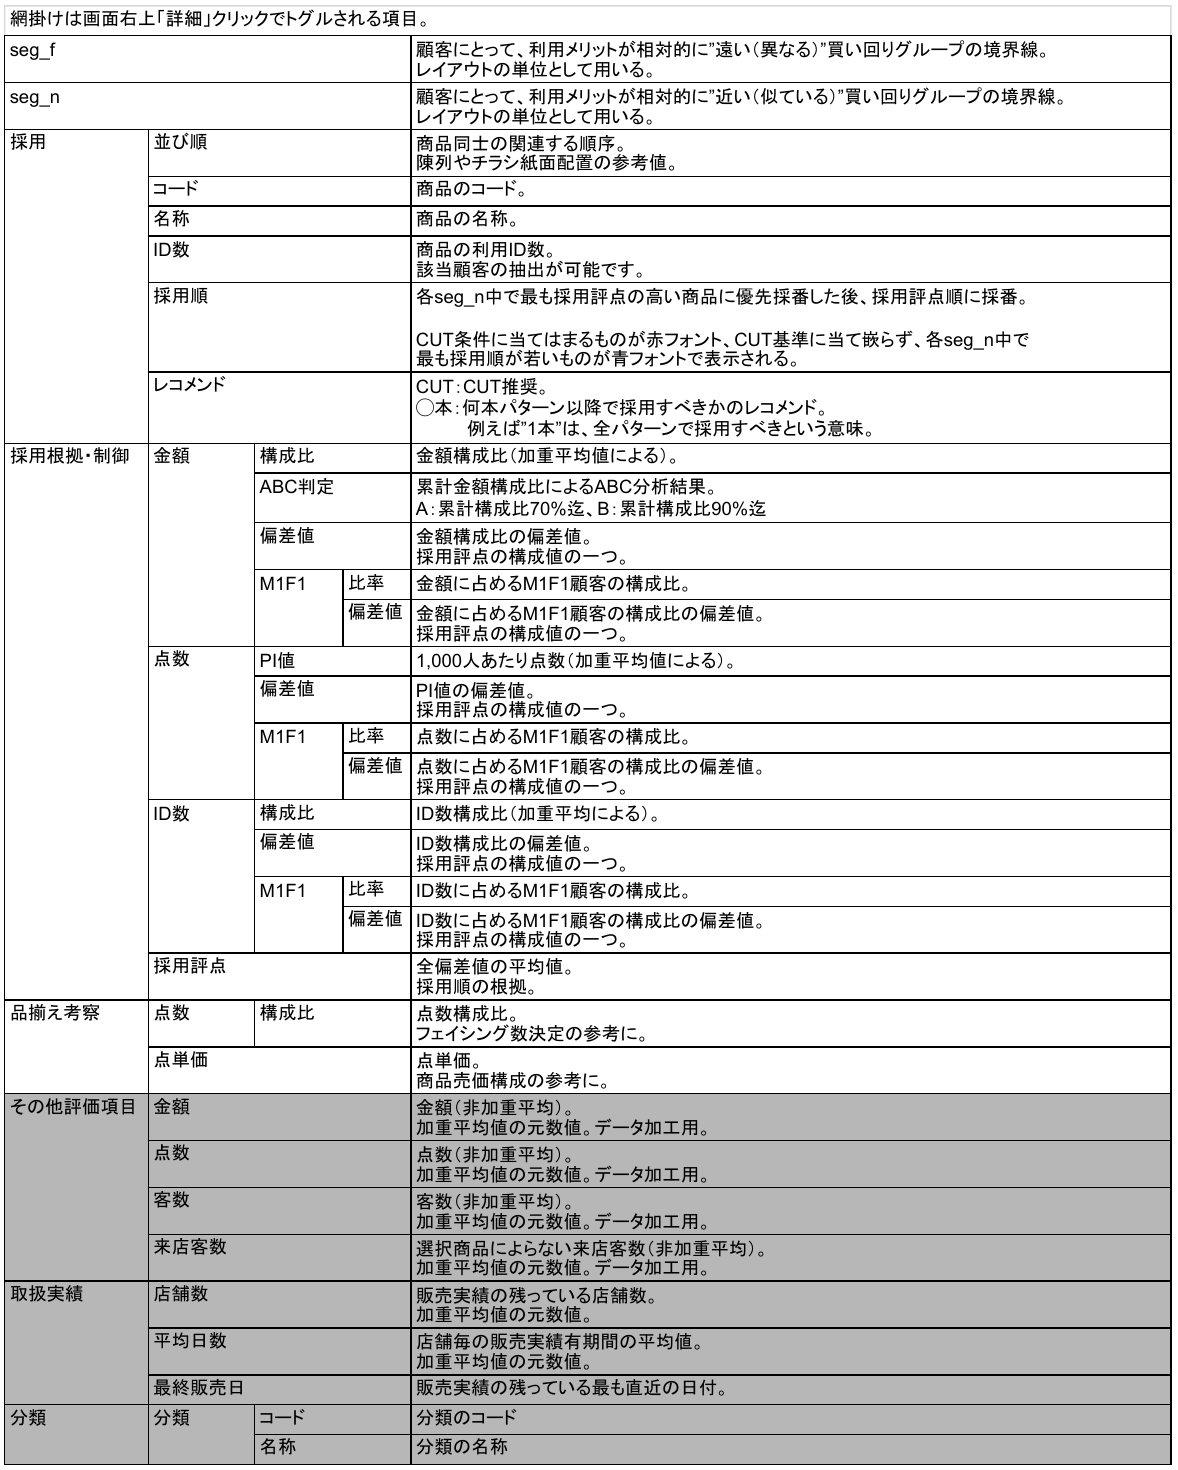 網掛けは画面右上「詳細」クリックでトグルされる項目。
seg_f
顧客にとって、利用メリットが相対的に”遠い（異なる）”買い回りグループの境界線。
レイアウトの単位として用いる。
seg_n
顧客にとって、利用メリットが相対的に”近い（似ている）”買い回りグループの境界線。
レイアウトの単位として用いる。
採用
並び順
商品同士の関連する順序。
陳列やチラシ紙面配置の参考値。
コード
商品のコード。
名称
商品の名称。
ID数
商品の利用ID数。
該当顧客の抽出が可能です。
採用順
各seg_n中で最も採用評点の高い商品に優先採番した後、採用評点順に採番。
CUT条件に当てはまるものが赤フォント、CUT基準に当て嵌らず、各seg_n中で
最も採用順が若いものが青フォントで表示される。
レコメンド
CUT：CUT推奨。
◯本：何本パターン以降で採用すべきかのレコメンド。
例えば”1本”は、全パターンで採用すべきという意味。
採用根拠・制御
金額
構成比
金額構成比（加重平均値による）。
ABC判定
累計金額構成比によるABC分析結果。
A：累計構成比70%迄、B：累計構成比90%迄
偏差値
金額構成比の偏差値。
採用評点の構成値の一つ。
M1F1
比率
金額に占めるM1F1顧客の構成比。
偏差値
金額に占めるM1F1顧客の構成比の偏差値。
採用評点の構成値の一つ。
点数
PI値
1,000人あたり点数（加重平均値による）。
偏差値
PI値の偏差値。
採用評点の構成値の一つ。
M1F1
比率
点数に占めるM1F1顧客の構成比。
偏差値
点数に占めるM1F1顧客の構成比の偏差値。
採用評点の構成値の一つ。
ID数
構成比
ID数構成比（加重平均による）。
偏差値
ID数構成比の偏差値。
採用評点の構成値の一つ。
M1F1
比率
ID数に占めるM1F1顧客の構成比。
偏差値
ID数に占めるM1F1顧客の構成比の偏差値。
採用評点の構成値の一つ。
採用評点
全偏差値の平均値。
採用順の根拠。
品揃え考察
点数
構成比
点数構成比。
フェイシング数決定の参考に。
点単価
点単価。
商品売価構成の参考に。
その他評価項目
金額
金額（非加重平均）。
加重平均値の元数値。データ加工用。
点数
点数（非加重平均）。
加重平均値の元数値。データ加工用。
客数
客数（非加重平均）。
加重平均値の元数値。データ加工用。
来店客数
選択商品によらない来店客数（非加重平均）。
加重平均値の元数値。データ加工用。
取扱実績
店舗数
販売実績の残っている店舗数。
加重平均値の元数値。
平均日数
店舗毎の販売実績有期間の平均値。
加重平均値の元数値。
最終販売日
販売実績の残っている最も直近の日付。
分類
分類
コード
分類のコード
名称
分類の名称